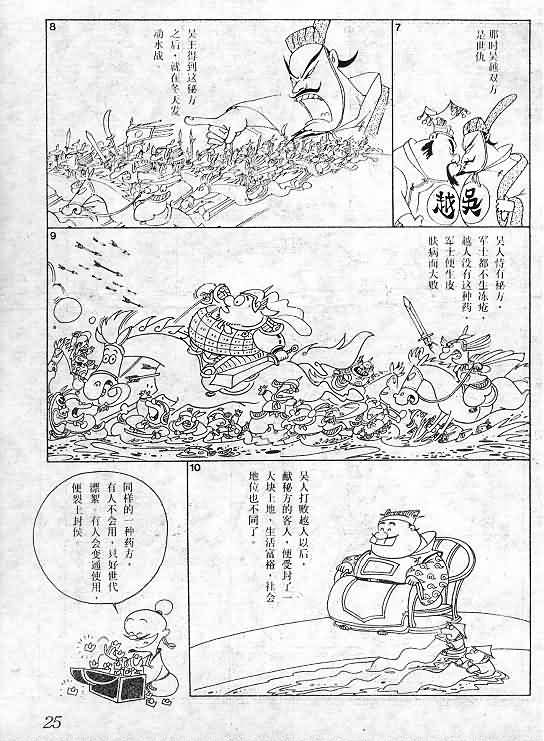 7
那时吴越双方
是世仇
越
吴
8
吴王得到这秘方
之后，就在冬天发
动水战。
9
吴人恃有秘方，
军士都不生冻疮，
越人没有这种药，
军士便生皮
肤病而大败。
10
吴人打败越人以后，
献秘方的客人，便受封了一
大块土地、生活富裕，社会
地位也不同了。
同样的一种药方，
有人不会用，只好世代
漂絮。有人会变通使用，
便裂土封侯。
25